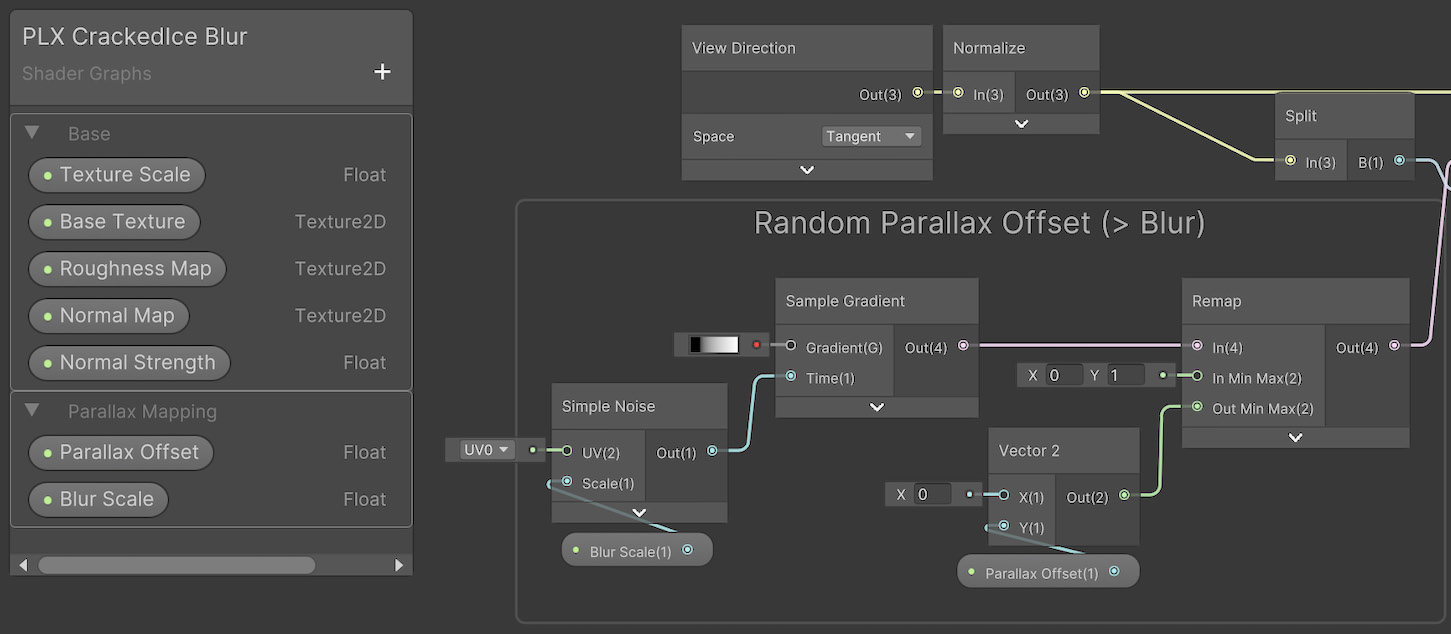 PLX CrackedIce Blur
Shader Graphs
+
Base
Texture Scale Float
Base Texture Texture2D
Roughness Map Texture2D
Normal Map Texture2D
Normal Strength Float
Parallax Mapping
Parallax Offset Float
Blur Scale Float
View Direction
Out(3)
Space Tangent
Normalize
In(3) Out(3)
Split
In(3) B(1)
Random Parallax Offset (> Blur)
Sample Gradient
Gradient(G) Out(4)
Time(1)
Remap
In(4) Out(4)
X 0 Y 1 In Min Max(2)
Out Min Max(2)
Simple Noise
UV0 UV(2) Out(1)
Scale(1)
Blur Scale(1)
Vector 2
X 0 X(1) Out(2)
Y(1)
Parallax Offset(1)